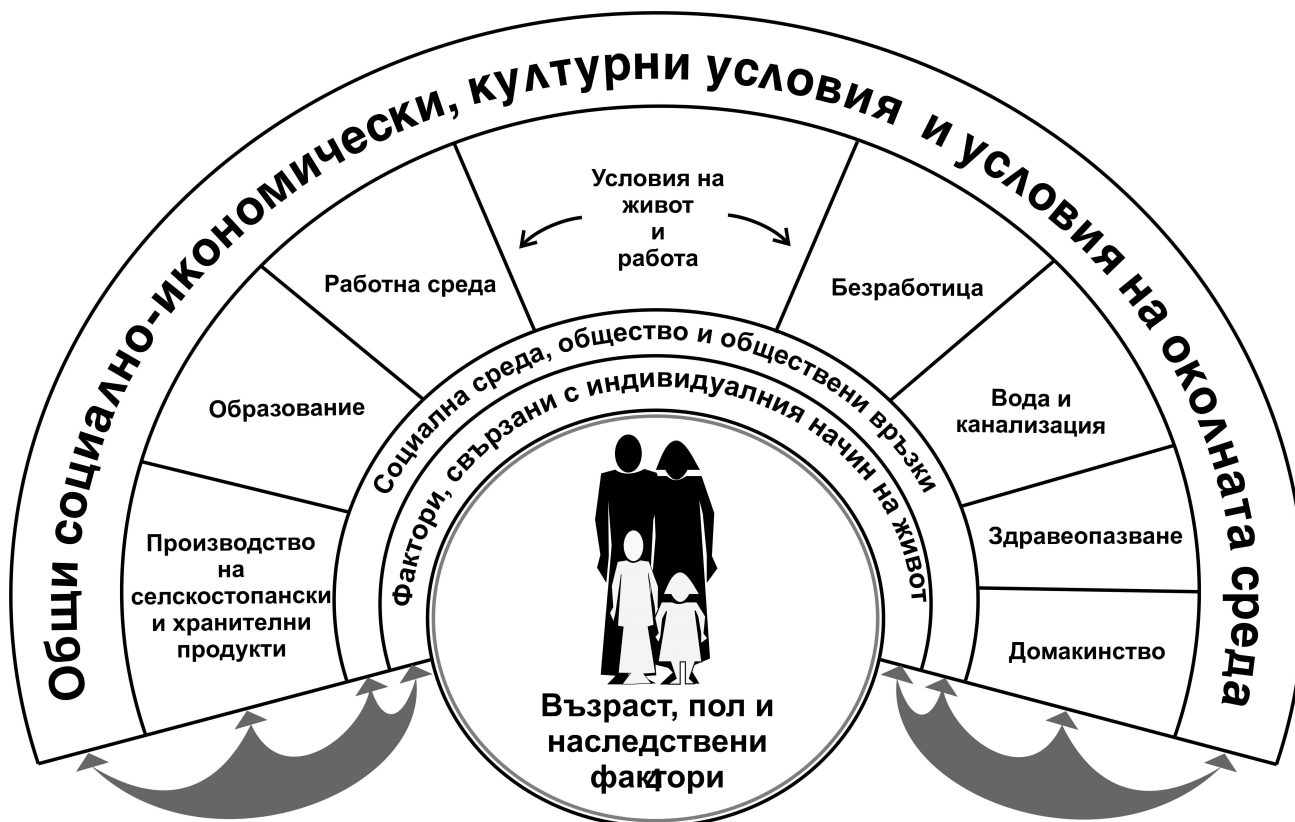 Общи социално-икономически, културни условия и условия на околната среда
Условия на
живот
и
работа
Работна среда
Безработица
Образование
Вода и
канализация
Производство
на
селскостопански
и хранителни
продукти
Здравеопазване
Домакинство
Социална среда, общество и обществени връзки
Фактори, свързани с индивидуалния начин на живот
Възраст, пол и
наследствени
фактори
4